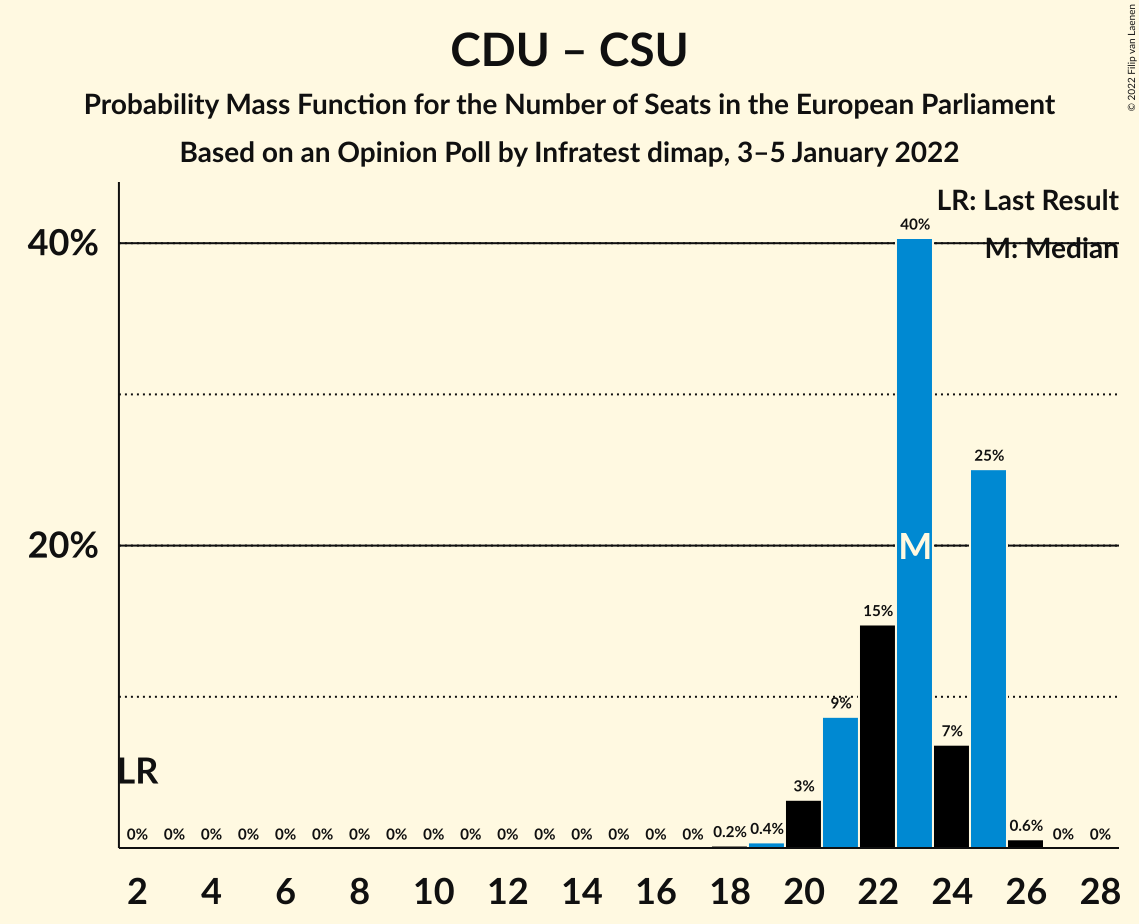 CDU – CSU
Probability Mass Function for the Number of Seats in the European Parliament
Based on an Opinion Poll by Infratest dimap, 3–5 January 2022
© 2022 Filip van Laenen
LR: Last Result
M: Median
40%
20%
40%
25%
M
15%
9%
7%
LR
3%
0% 0% 0% 0% 0% 0% 0% 0% 0% 0% 0% 0% 0% 0% 0% 0% 0.2% 0.4% 0.6% 0% 0%
2 4 6 8 10 12 14 16 18 20 22 24 26 28